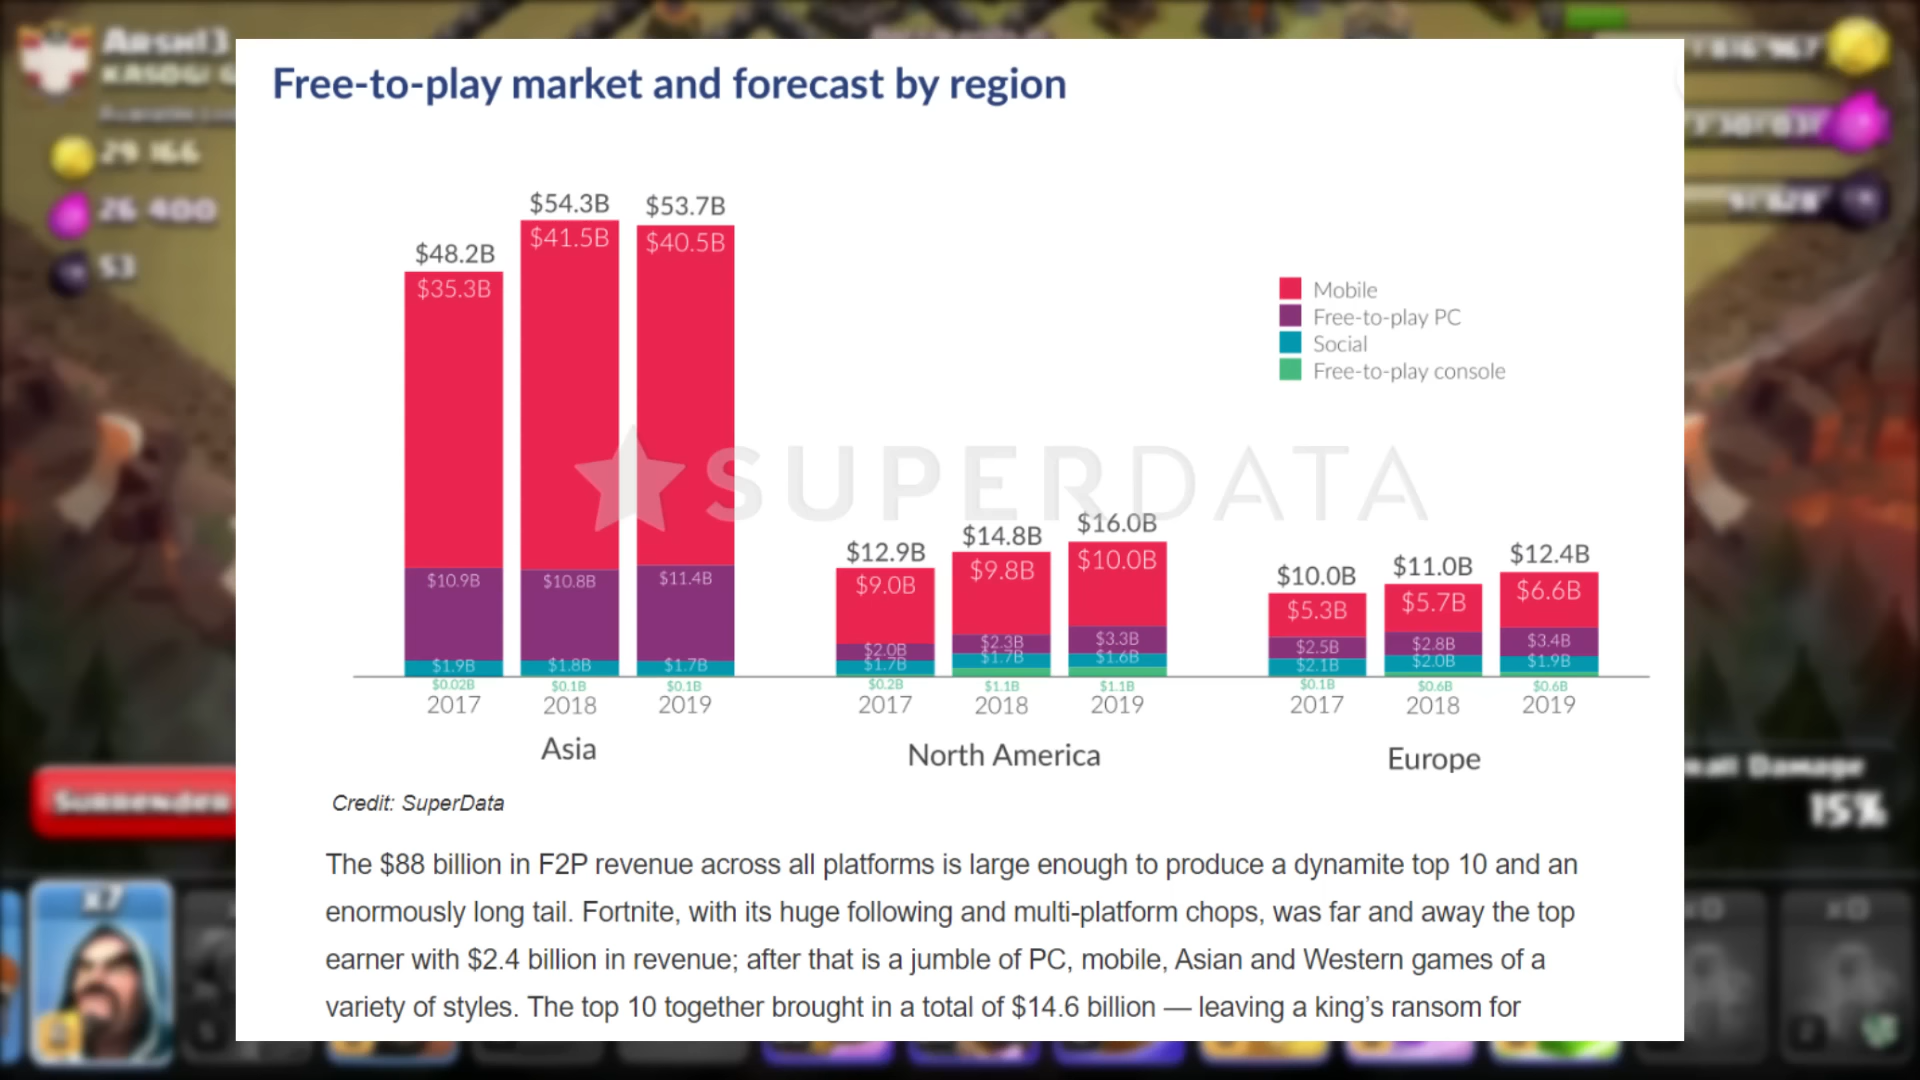 Free-to-play market and forecast by region
$54.3B
$53.7B
$48.2B
$41.5B
$40.5B
$35.3B
Mobile
Free-to-play PC
Social
Free-to-play console
SUPERDATA
$16.0B
$14.8B
$12.9B
$12.4B
$11.0B
$10.0B
$10.0B
$9.8B
$9.0B
$6.6B
$5.7B
$5.3B
$10.9B
$10.8B
$11.4B
$2.0B
$2.3B
$3.3B
$2.5B
$2.8B
$3.4B
$1.9B
$1.8B
$1.7B
$1.7B
$1.7B
$1.6B
$2.1B
$2.0B
$1.9B
$0.02B
$0.1B
$0.1B
$0.2B
$1.1B
$1.1B
$0.1B
$0.6B
$0.6B
2017 2018 2019
2017 2018 2019
2017 2018 2019
Asia
North America
Europe
Credit: SuperData
The $88 billion in F2P revenue across all platforms is large enough to produce a dynamite top 10 and an
enormously long tail. Fortnite, with its huge following and multi-platform chops, was far and away the top
earner with $2.4 billion in revenue; after that is a jumble of PC, mobile, Asian and Western games of a
variety of styles. The top 10 together brought in a total of $14.6 billion — leaving a king's ransom for
29 166
26 400
53
Surrender
Damage
15%
x7
x0